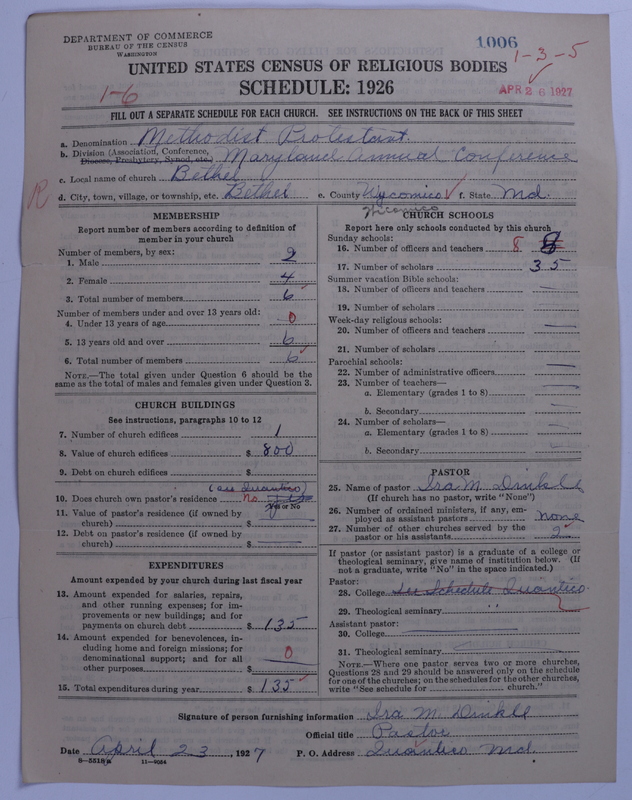 DEPARTMENT OF COMMERCE
BUREAU OF THE CENSUS
WASHINGTON
1006
1-3-5
UNITED STATES CENSUS OF RELIGIOUS BODIES
SCHEDULE: 1926
1-6
APR 26 1927
FILL OUT A SEPARATE SCHEDULE FOR EACH CHURCH. SEE INSTRUCTIONS ON THE BACK OF THIS SHEET
a. Denomination Methodist Protestant.
b. Division (Association, Conference, Diocese, Presbytery, Synod, etc.) Maryland Annual Conference
c. Local name of church Bethel
R d. City, town, village, or township, etc. Bethel e. County Wycomico f. State Md.
Wicomico
MEMBERSHIP
Report number of members according to definition of
member in your church
Number of members, by sex:
1. Male 2
2. Female 4
3. Total number of members 6
Number of members under and over 13 years old:
4. Under 13 years of age 0
5. 13 years old and over 6
6. Total number of members 6
NOTE.—The total given under Question 6 should be
same as the total of males and females given under Question 3.
CHURCH BUILDINGS
See instructions, paragraphs 10 to 12
7. Number of church edifices 1
8. Value of church edifices $ 800
9. Debt on church edifices $
(see Quantico)
10. Does church own pastor's residence No.
Yes or No
11. Value of pastor's residence (if owned by
church) $
12. Debt on pastor's residence (if owned by
church) $
EXPENDITURES
Amount expended by your church during last fiscal year
13. Amount expended for salaries, repairs,
and other running expenses; for im-
provements or new buildings; and for
payments on church debt $ 135
14. Amount expended for benevolences, in-
cluding home and foreign missions; for
denominational support; and for all
other purposes $ 0
15. Total expenditures during year $ 135
CHURCH SCHOOLS
Report here only schools conducted by this church
Sunday schools:
16. Number of officers and teachers 8 8
17. Number of scholars 35
Summer vacation Bible schools:
18. Number of officers and teachers
19. Number of scholars
Week-day religious schools:
20. Number of officers and teachers
21. Number of scholars
Parochial schools:
22. Number of administrative officers
23. Number of teachers—
a. Elementary (grades 1 to 8)
b. Secondary
24. Number of scholars—
a. Elementary (grades 1 to 8)
b. Secondary
PASTOR
25. Name of pastor Ira M. Dinkle
(If church has no pastor, write "None")
26. Number of ordained ministers, if any, em-
ployed as assistant pastors none
27. Number of other churches served by the
pastor or his assistants 2
If pastor (or assistant pastor) is a graduate of a college or
theological seminary, give name of institution below. (If
not a graduate, write "No" in the space indicated.)
Pastor:
28. College See Schedule Quantico.
29. Theological seminary "
Assistant pastor:
30. College
31. Theological seminary
NOTE.—Where one pastor serves two or more churches,
Questions 28 and 29 should be answered only on the schedule
for one of the churches; on the schedules for the other churches,
write "See schedule for church."
Signature of person furnishing information Ira M. Dinkle
Official title Pastor
Date April 23, 1927 P. O. Address Quantico Md.
8-5518a 11-9034